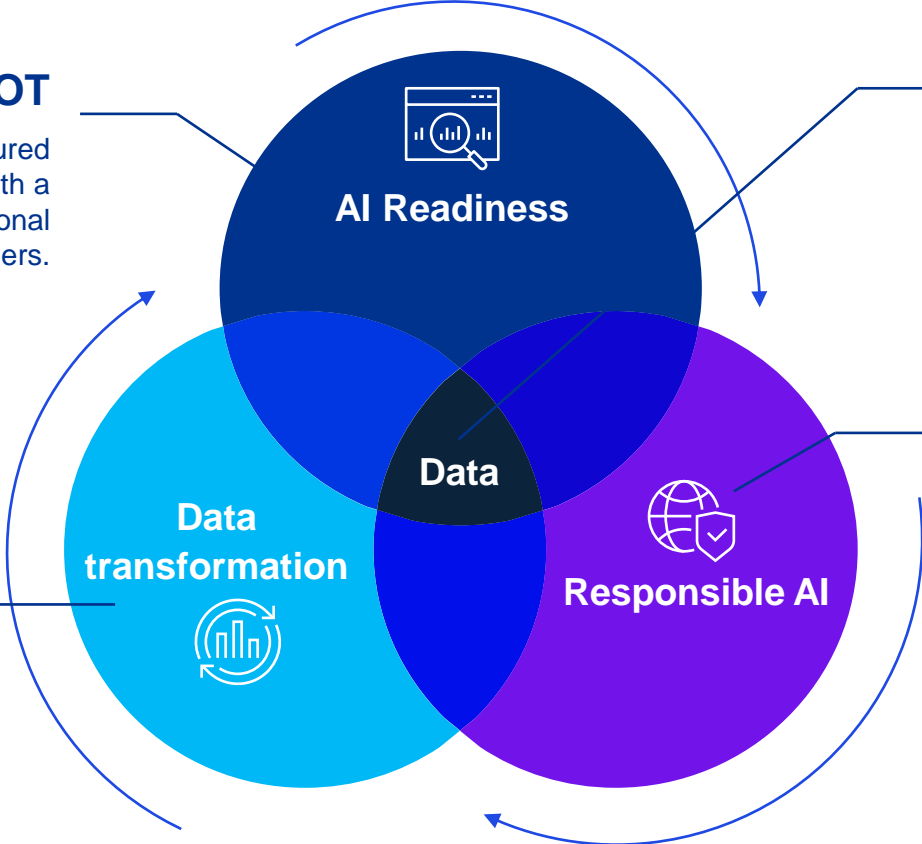 OT
ured
th a
onal
ers.
AI Readiness
Data
Data
transformation
Responsible AI